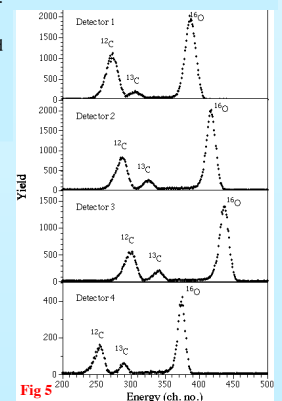 Detector 1
12C
13C
16O
2000
1500
1000
500
0
Detector 2
12C
13C
16O
2000
1500
1000
500
0
Detector 3
12C
13C
16O
1500
1000
500
0
Detector 4
12C
13C
16O
400
200
0
Yield
200 250 300 350 400 450 500
Energy (ch. no.)
Fig 5